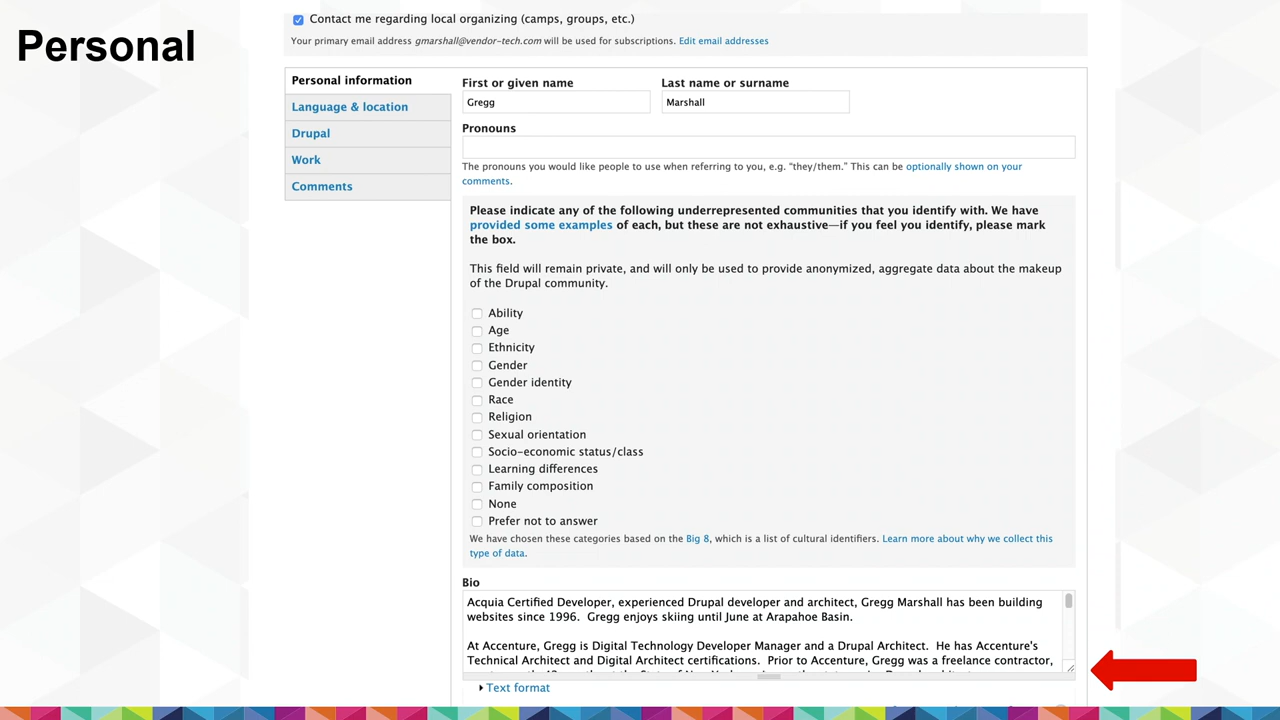 Personal
Contact me regarding local organizing (camps, groups, etc.)
Your primary email address gmarshall@vendor-tech.com will be used for subscriptions. Edit email addresses
Personal information
Language & location
Drupal
Work
Comments
First or given name
Last name or surname
Gregg
Marshall
Pronouns
The pronouns you would like people to use when referring to you, e.g. “they/them.” This can be optionally shown on your
comments.
Please indicate any of the following underrepresented communities that you identify with. We have
provided some examples of each, but these are not exhaustive—if you feel you identify, please mark
the box.
This field will remain private, and will only be used to provide anonymized, aggregate data about the makeup
of the Drupal community.
Ability
Age
Ethnicity
Gender
Gender identity
Race
Religion
Sexual orientation
Socio-economic status/class
Learning differences
Family composition
None
Prefer not to answer
We have chosen these categories based on the Big 8, which is a list of cultural identifiers. Learn more about why we collect this
type of data.
Bio
Acquia Certified Developer, experienced Drupal developer and architect, Gregg Marshall has been building
websites since 1996.  Gregg enjoys skiing until June at Arapahoe Basin.
At Accenture, Gregg is Digital Technology Developer Manager and a Drupal Architect.  He has Accenture's
Technical Architect and Digital Architect certifications.  Prior to Accenture, Gregg was a freelance contractor,
Text format